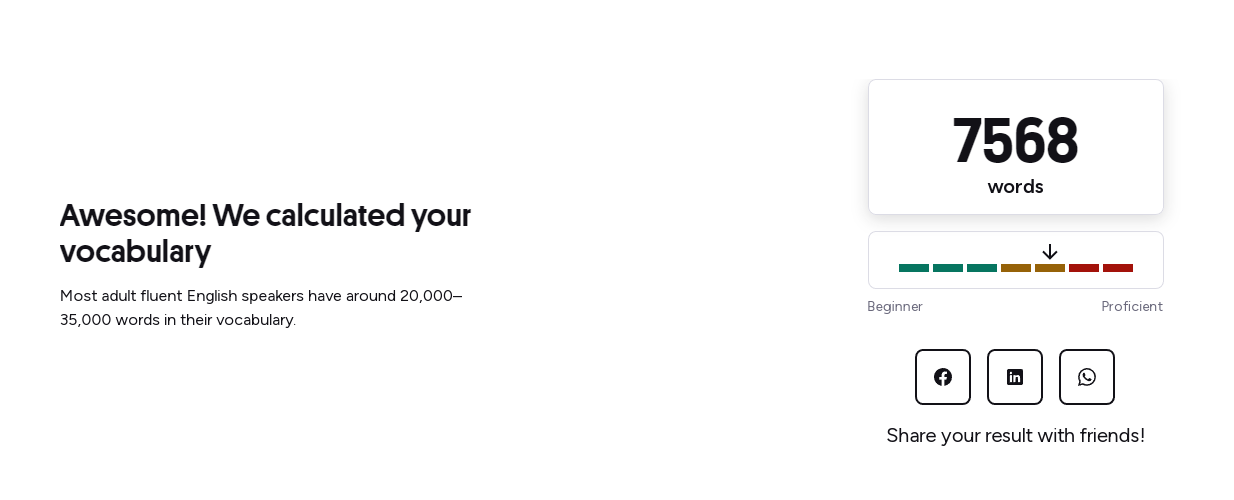 Awesome! We calculated your
vocabulary
Most adult fluent English speakers have around 20,000–
35,000 words in their vocabulary.
7568
words
Beginner
Proficient
Share your result with friends!